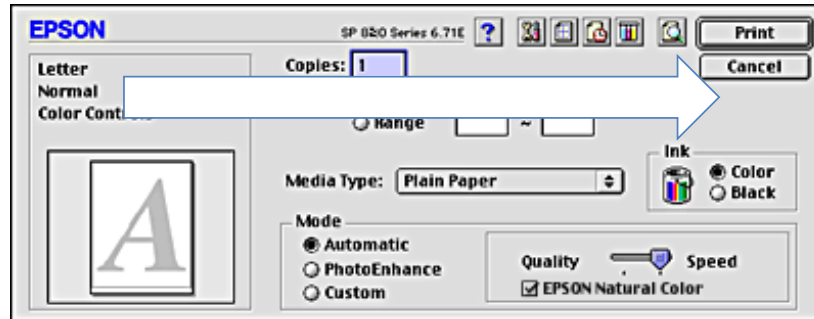 EPSON
SP 820 Series 6.71E
Print
Letter
Copies: 1
Cancel
Normal
Color
Range ~
Ink
Color
Media Type: Plain Paper
Black
Mode
Automatic
PhotoEnhance
Quality Speed
Custom
EPSON Natural Color
A